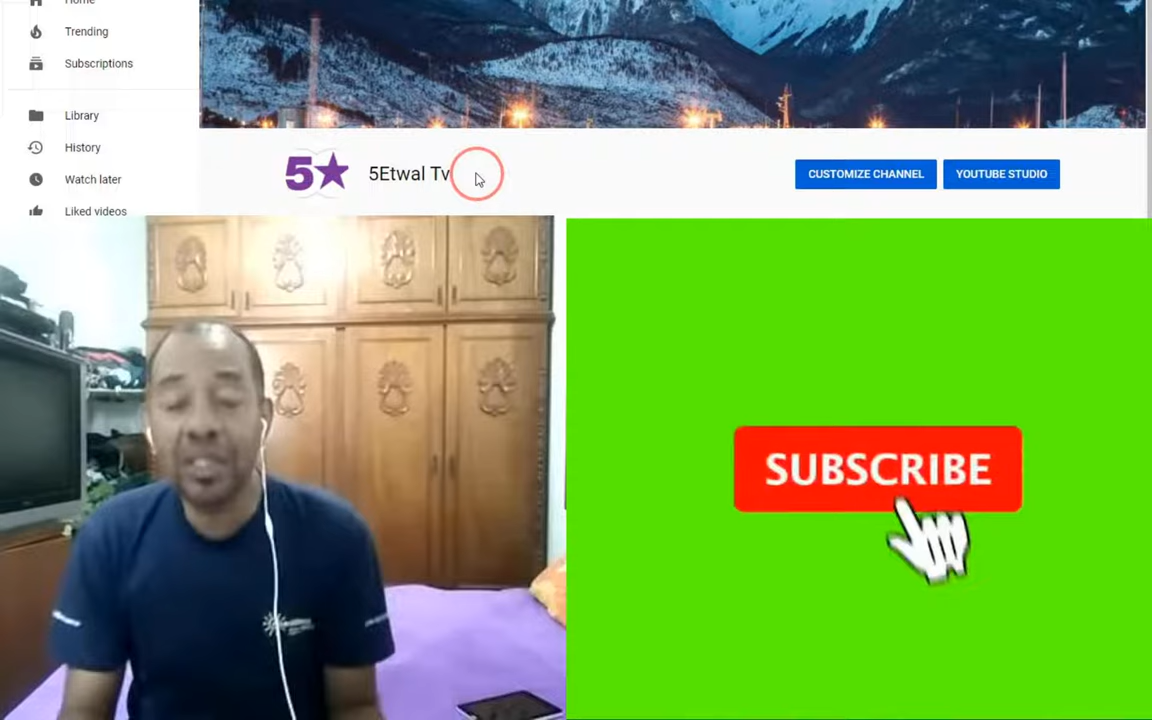 Home
Trending
Subscriptions
Library
History
Watch later
Liked videos
5★
5Etwal Tv
CUSTOMIZE CHANNEL
YOUTUBE STUDIO
SUBSCRIBE